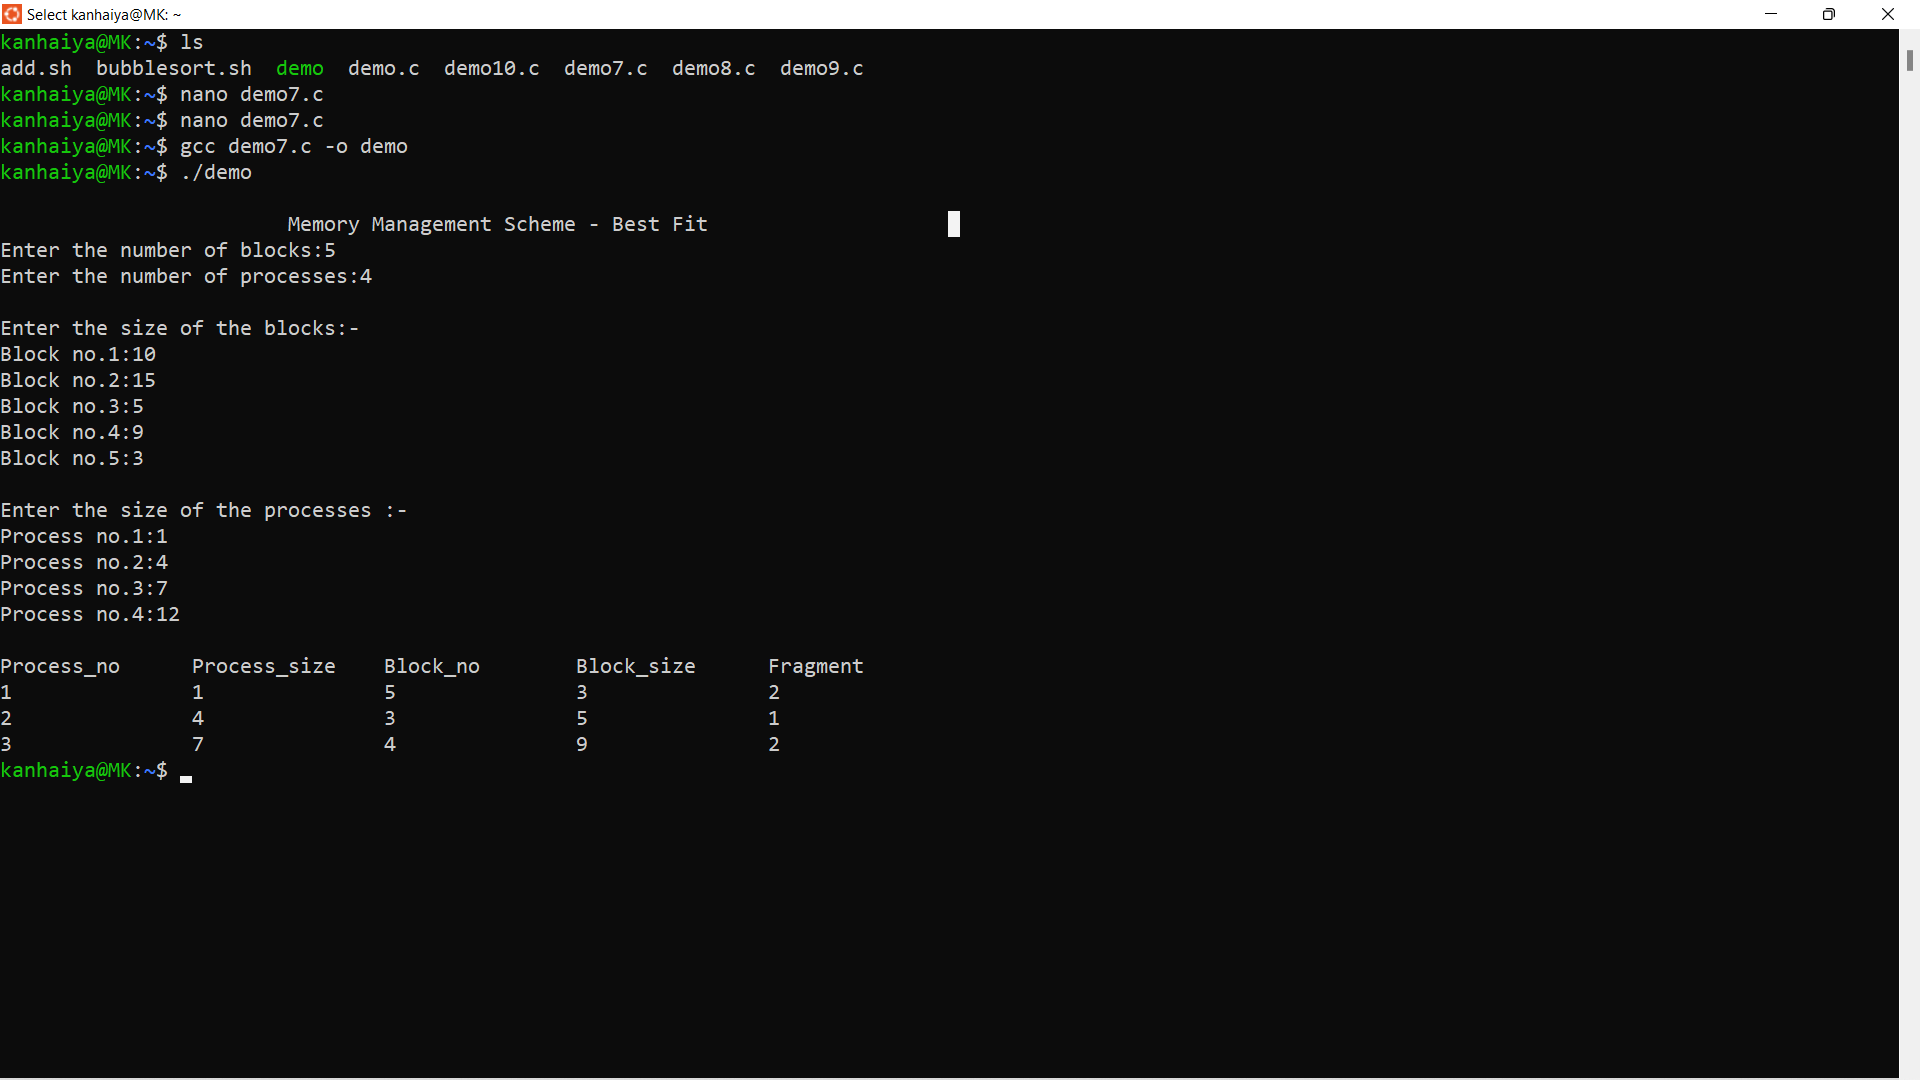 Select kanhaiya@MK: ~
kanhaiya@MK:~$ ls
add.sh  bubblesort.sh  demo  demo.c  demo10.c  demo7.c  demo8.c  demo9.c
kanhaiya@MK:~$ nano demo7.c
kanhaiya@MK:~$ nano demo7.c
kanhaiya@MK:~$ gcc demo7.c -o demo
kanhaiya@MK:~$ ./demo
Memory Management Scheme - Best Fit
Enter the number of blocks:5
Enter the number of processes:4
Enter the size of the blocks:-
Block no.1:10
Block no.2:15
Block no.3:5
Block no.4:9
Block no.5:3
Enter the size of the processes :-
Process no.1:1
Process no.2:4
Process no.3:7
Process no.4:12
Process_no      Process_size    Block_no        Block_size      Fragment
1               1               5               3               2
2               4               3               5               1
3               7               4               9               2
kanhaiya@MK:~$